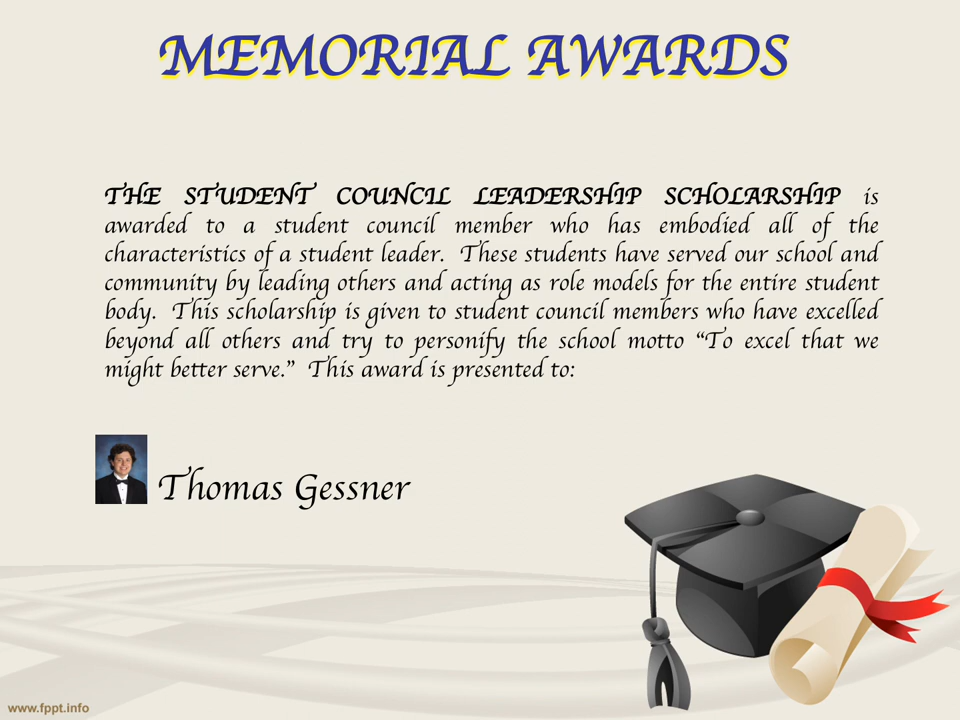 MEMORIAL AWARDS
THE STUDENT COUNCIL LEADERSHIP SCHOLARSHIP is
awarded to a student council member who has embodied all of the
characteristics of a student leader. These students have served our school and
community by leading others and acting as role models for the entire student
body. This scholarship is given to student council members who have excelled
beyond all others and try to personify the school motto "To excel that we
might better serve." This award is presented to:
Thomas Gessner
www.fppt.info